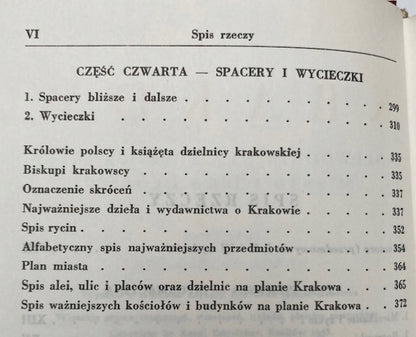 VI Spis rzeczy
CZĘŚĆ CZWARTA — SPACERY I WYCIECZKI
1. Spacery bliższe i dalsze . . . . . . . . . 299
2. Wycieczki . . . . . . . . . . . . 310
Królowie polscy i książęta dzielnicy krakowskiej . . . . 335
Biskupi krakowscy . . . . . . . . . . . 335
Oznaczenie skróceń . . . . . . . . . . . 337
Najważniejsze dzieła i wydawnictwa o Krakowie . . . . 337
Spis rycin . . . . . . . . . . . . . 352
Alfabetyczny spis najważniejszych przedmiotów . . . . 354
Plan miasta . . . . . . . . . . . . . 364
Spis alei, ulic i placów oraz dzielnic na planie Krakowa . . 365
Spis ważniejszych kościołów i budynków na planie Krakowa . 372